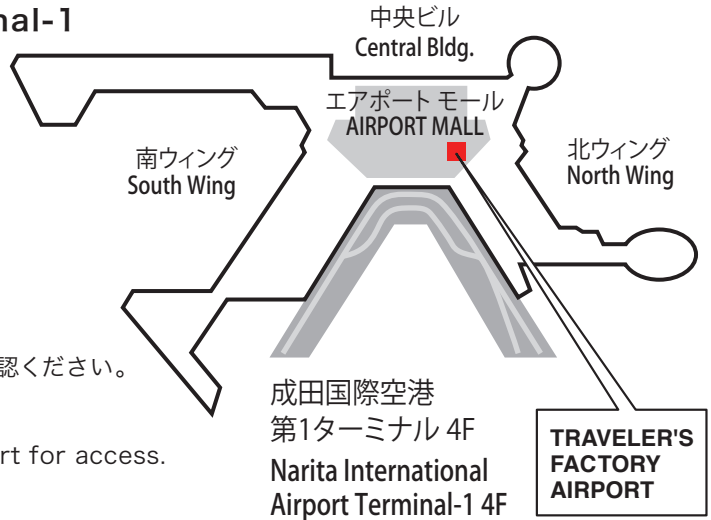 nal-1
中央ビル
Central Bldg.
エアポート モール
AIRPORT MALL
南ウィング
South Wing
北ウィング
North Wing
認ください。
rt for access.
成田国際空港
第1ターミナル 4F
Narita International
Airport Terminal-1 4F
TRAVELER'S
FACTORY
AIRPORT